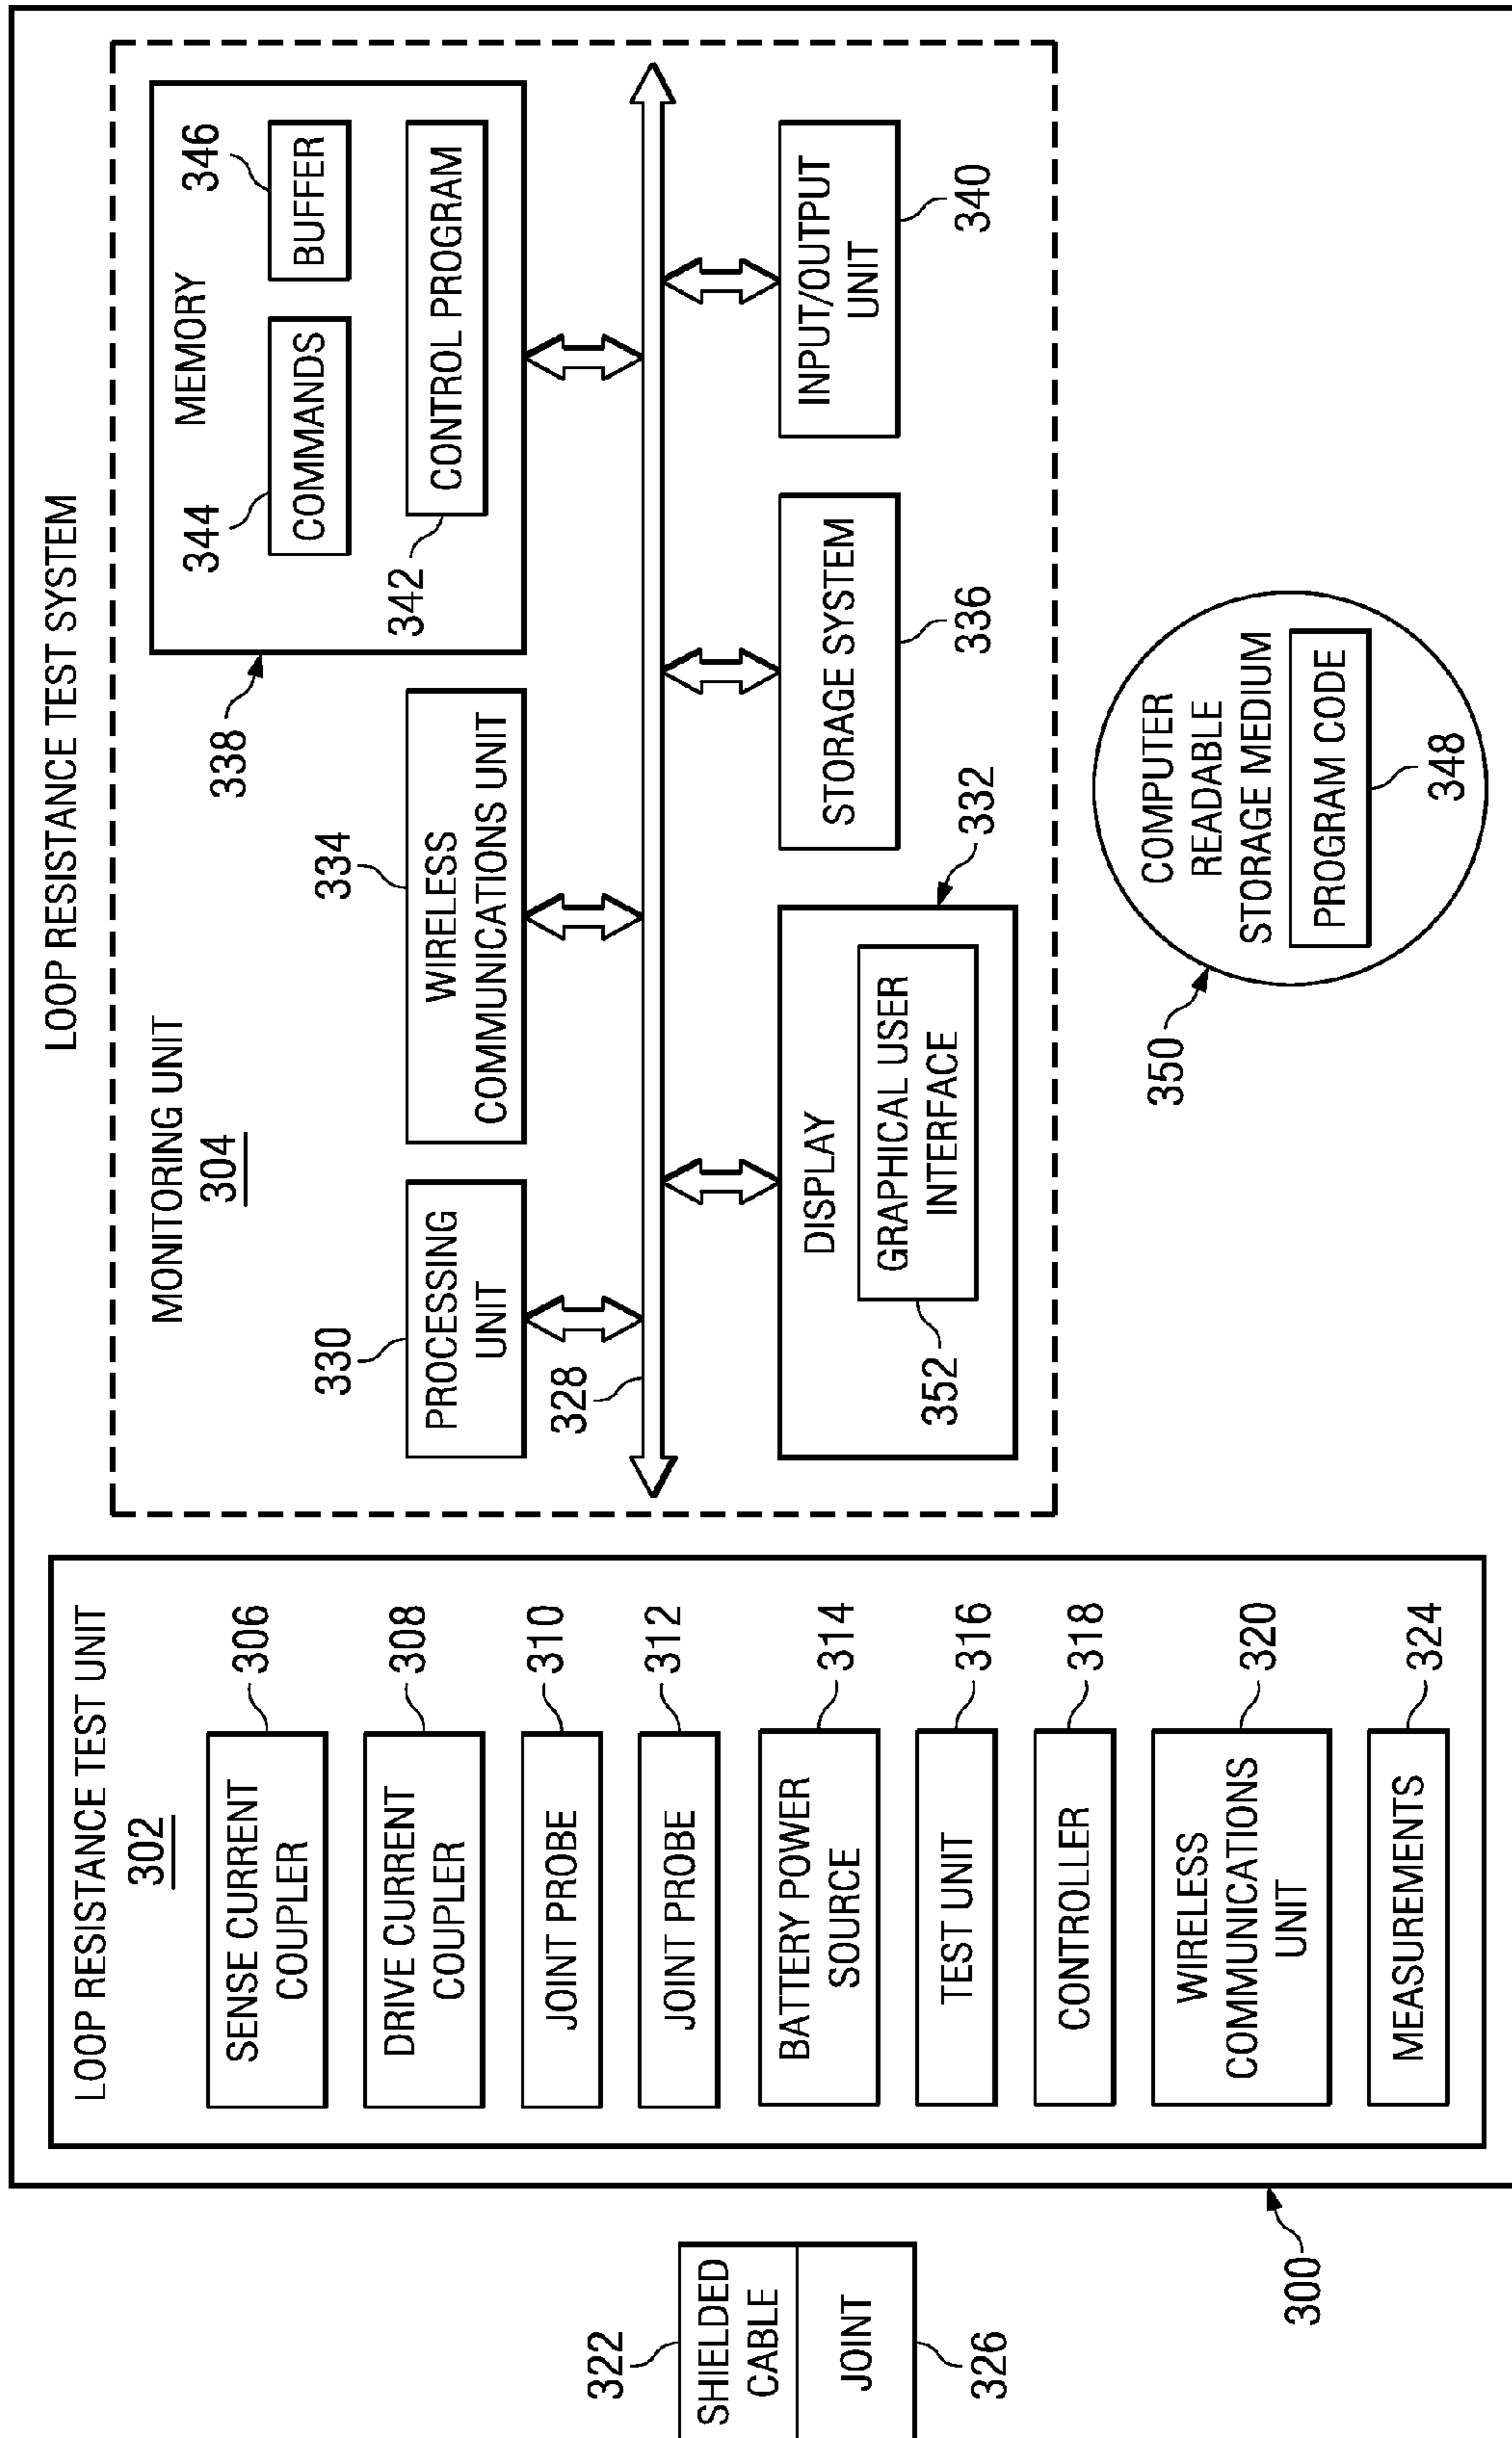 LOOP RESISTANCE TEST SYSTEM
322
SHIELDED
CABLE
JOINT
326
300
LOOP RESISTANCE TEST UNIT
302
SENSE CURRENT
COUPLER
306
DRIVE CURRENT
COUPLER
308
JOINT PROBE
310
JOINT PROBE
312
BATTERY POWER
SOURCE
314
TEST UNIT
316
CONTROLLER
318
WIRELESS
COMMUNICATIONS
UNIT
320
MEASUREMENTS
324
MONITORING UNIT
304
330
PROCESSING
UNIT
328
334
WIRELESS
COMMUNICATIONS UNIT
338
MEMORY
344
COMMANDS
346
BUFFER
342
CONTROL PROGRAM
DISPLAY
332
GRAPHICAL USER
INTERFACE
352
STORAGE SYSTEM
336
INPUT/OUTPUT
UNIT
340
350
COMPUTER
READABLE
STORAGE MEDIUM
PROGRAM CODE
348